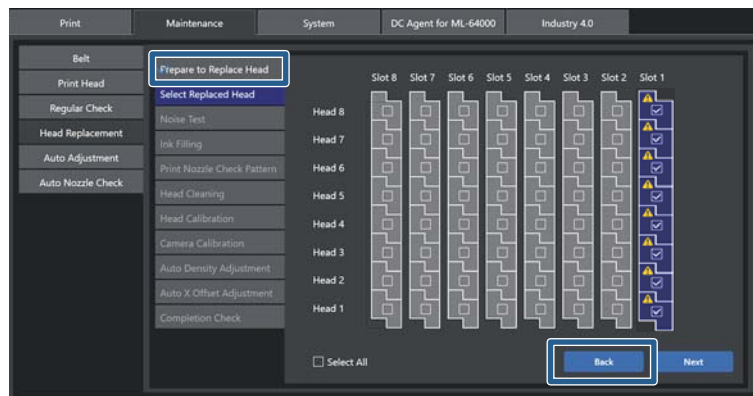 Print Maintenance System DC Agent for ML-64000 Industry 4.0
Belt
Print Head
Regular Check
Head Replacement
Auto Adjustment
Auto Nozzle Check
Prepare to Replace Head
Select Replaced Head
Noise Test
Ink Filling
Print Nozzle Check Pattern
Head Cleaning
Head Calibration
Camera Calibration
Auto Density Adjustment
Auto X Offset Adjustment
Completion Check
Slot 8 Slot 7 Slot 6 Slot 5 Slot 4 Slot 3 Slot 2 Slot 1
Head 8
Head 7
Head 6
Head 5
Head 4
Head 3
Head 2
Head 1
Select All
Back Next